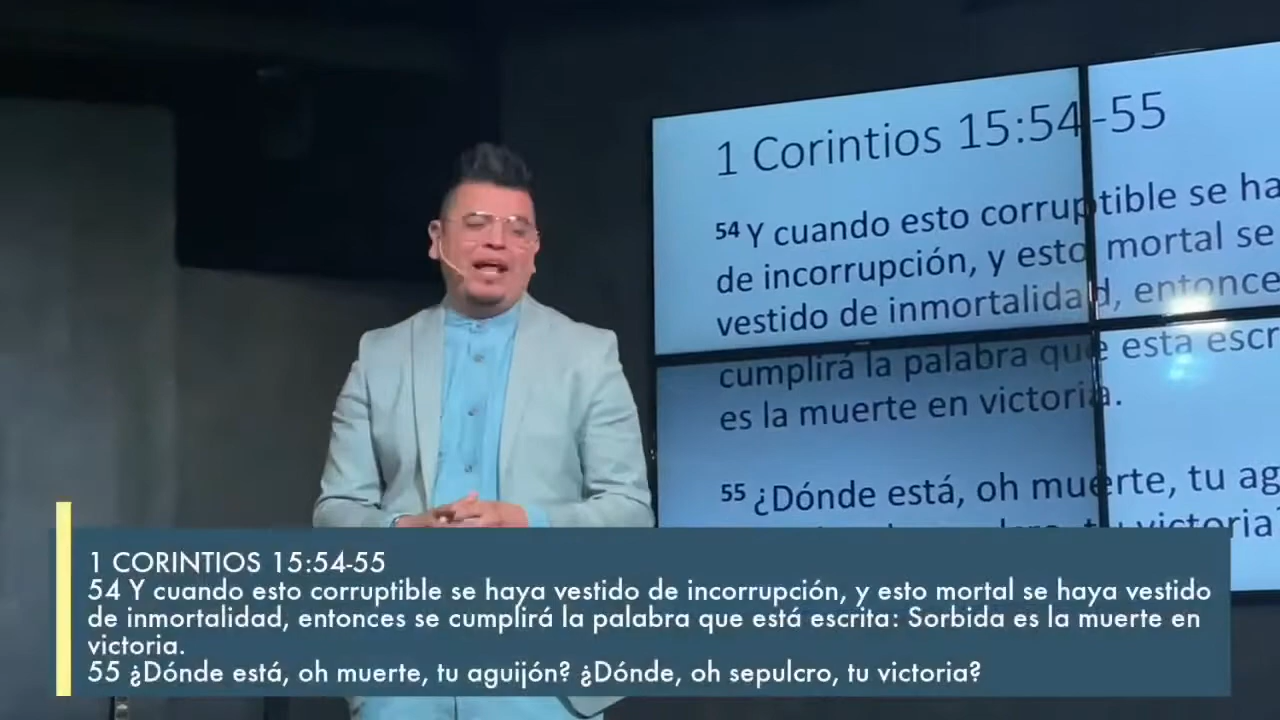 1 Corintios 15:54-55
54 Y cuando esto corruptible se ha
de incorrupción, y esto mortal se
vestido de inmortalidad, entonce
cumplirá la palabra que está escr
es la muerte en victoria.
55 ¿Dónde está, oh muerte, tu ag
victoria?
1 CORINTIOS 15:54-55
54 Y cuando esto corruptible se haya vestido de incorrupción, y esto mortal se haya vestido
de inmortalidad, entonces se cumplirá la palabra que está escrita: Sorbida es la muerte en
victoria.
55 ¿Dónde está, oh muerte, tu aguijón? ¿Dónde, oh sepulcro, tu victoria?